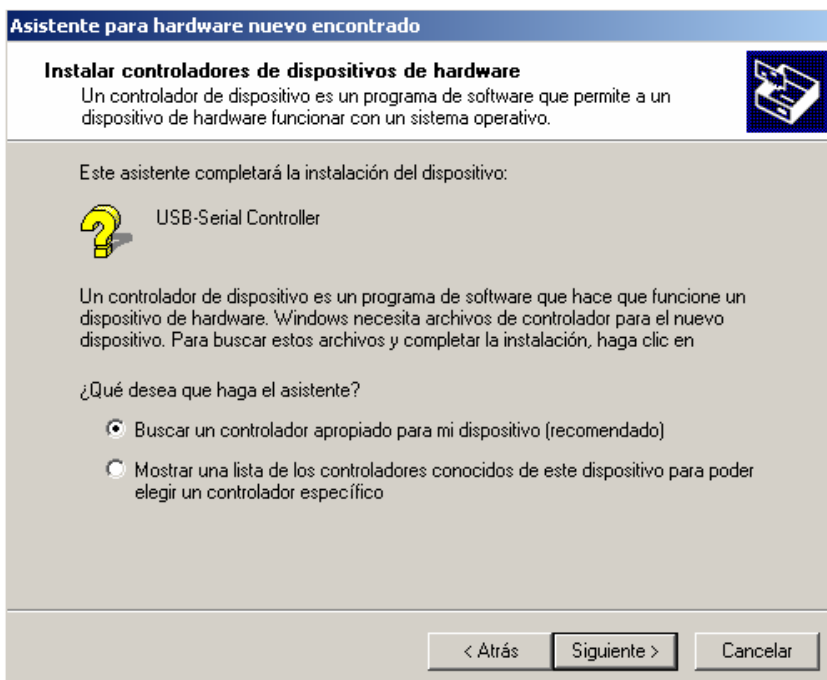 Asistente para hardware nuevo encontrado
Instalar controladores de dispositivos de hardware
Un controlador de dispositivo es un programa de software que permite a un
dispositivo de hardware funcionar con un sistema operativo.
Este asistente completará la instalación del dispositivo:
USB-Serial Controller
Un controlador de dispositivo es un programa de software que hace que funcione un
dispositivo de hardware. Windows necesita archivos de controlador para el nuevo
dispositivo. Para buscar estos archivos y completar la instalación, haga clic en
¿Qué desea que haga el asistente?
Buscar un controlador apropiado para mi dispositivo (recomendado)
Mostrar una lista de los controladores conocidos de este dispositivo para poder
elegir un controlador específico
< Atrás Siguiente > Cancelar